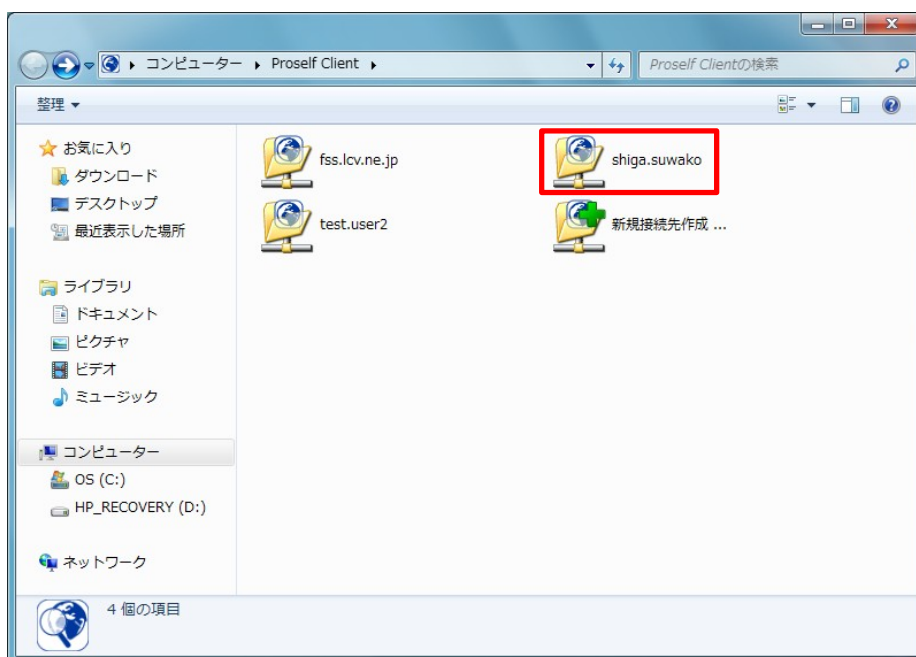 コンピューター Proself Client
Proself Clientの検索
整理
お気に入り
ダウンロード
デスクトップ
最近表示した場所
ライブラリ
ドキュメント
ピクチャ
ビデオ
ミュージック
コンピューター
OS (C:)
HP_RECOVERY (D:)
ネットワーク
fss.lcv.ne.jp
shiga.suwako
test.user2
新規接続先作成 ...
4 個の項目